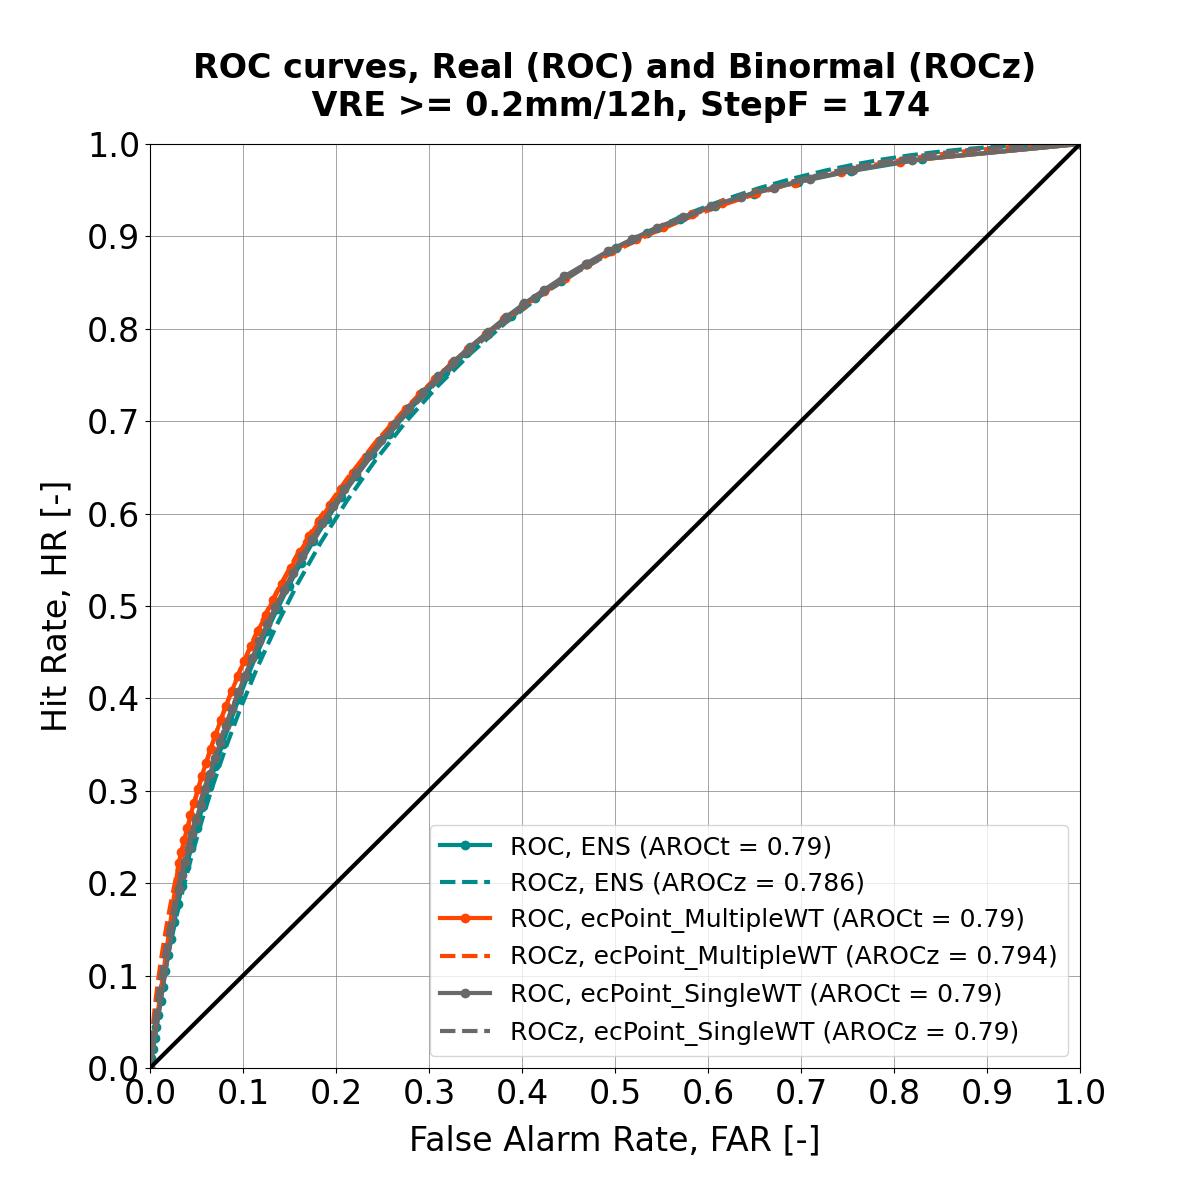 ROC curves, Real (ROC) and Binormal (ROCz)
VRE >= 0.2mm/12h, StepF = 174
1.0
0.9
0.8
0.7
0.6
0.5
0.4
0.3
0.2
0.1
0.0
Hit Rate, HR [-]
ROC, ENS (AROCt = 0.79)
ROCz, ENS (AROCz = 0.786)
ROC, ecPoint_MultipleWT (AROCt = 0.79)
ROCz, ecPoint_MultipleWT (AROCz = 0.794)
ROC, ecPoint_SingleWT (AROCt = 0.79)
ROCz, ecPoint_SingleWT (AROCz = 0.79)
0.0 0.1 0.2 0.3 0.4 0.5 0.6 0.7 0.8 0.9 1.0
False Alarm Rate, FAR [-]